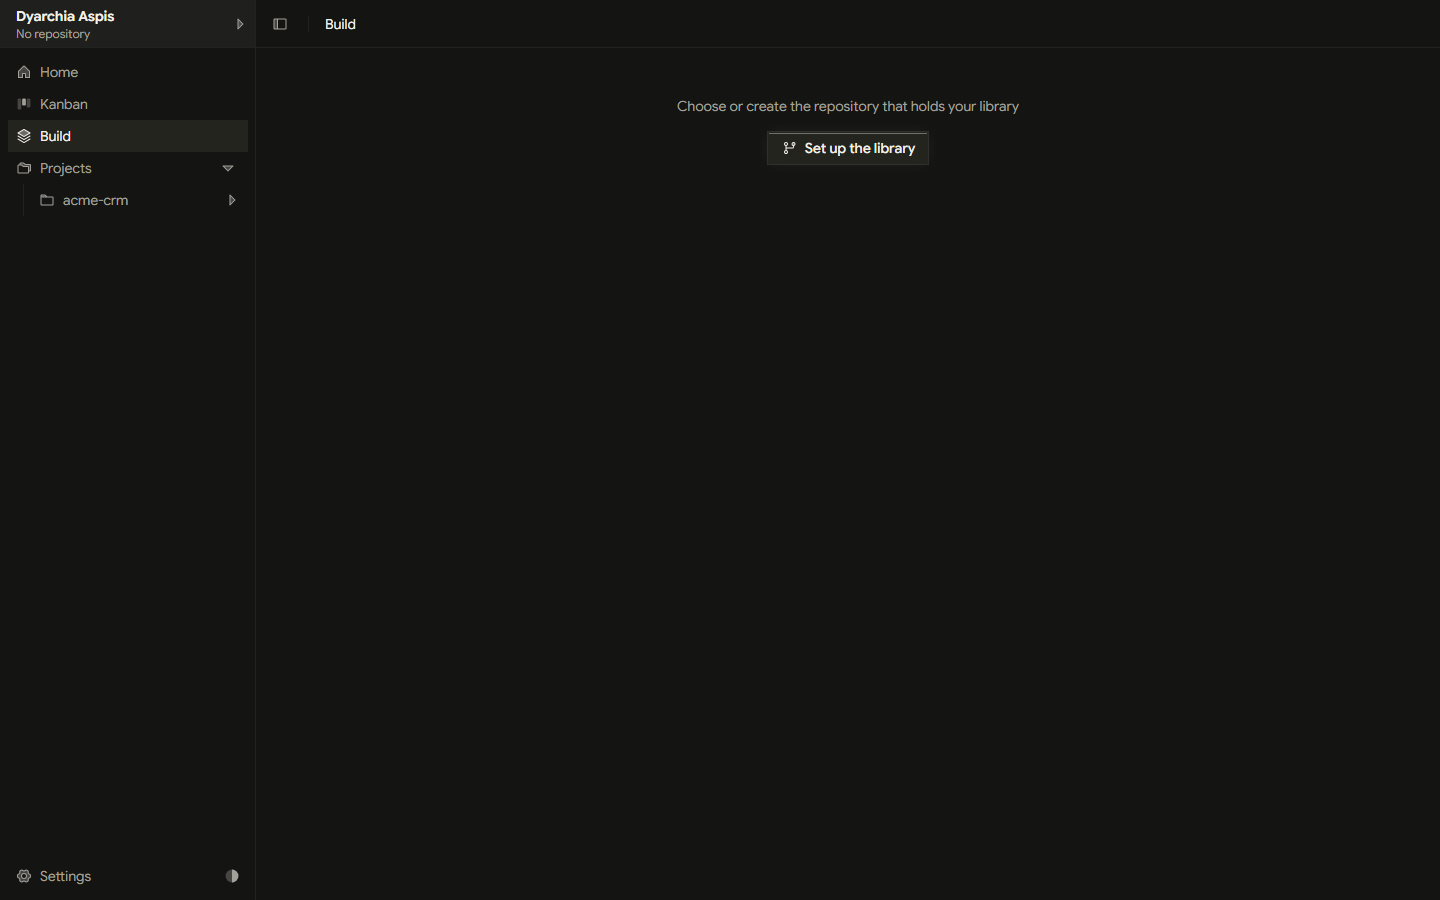 Dyarchia Aspis
No repository
Build
Home
Kanban
Build
Projects
acme-crm
Choose or create the repository that holds your library
Set up the library
Settings